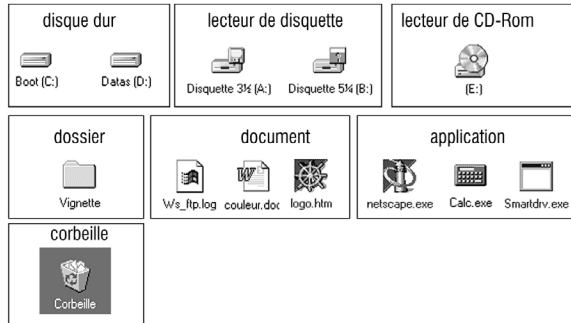 disque dur
Boot (C:) Datas (D:)
lecteur de disquette
Disquette 3½ (A:) Disquette 5¼ (B:)
lecteur de CD-Rom
(E:)
dossier
Vignette
document
Ws_ftp.log couleur.doc logo.htm
application
netscape.exe Calc.exe Smartdrv.exe
corbeille
Corbeille